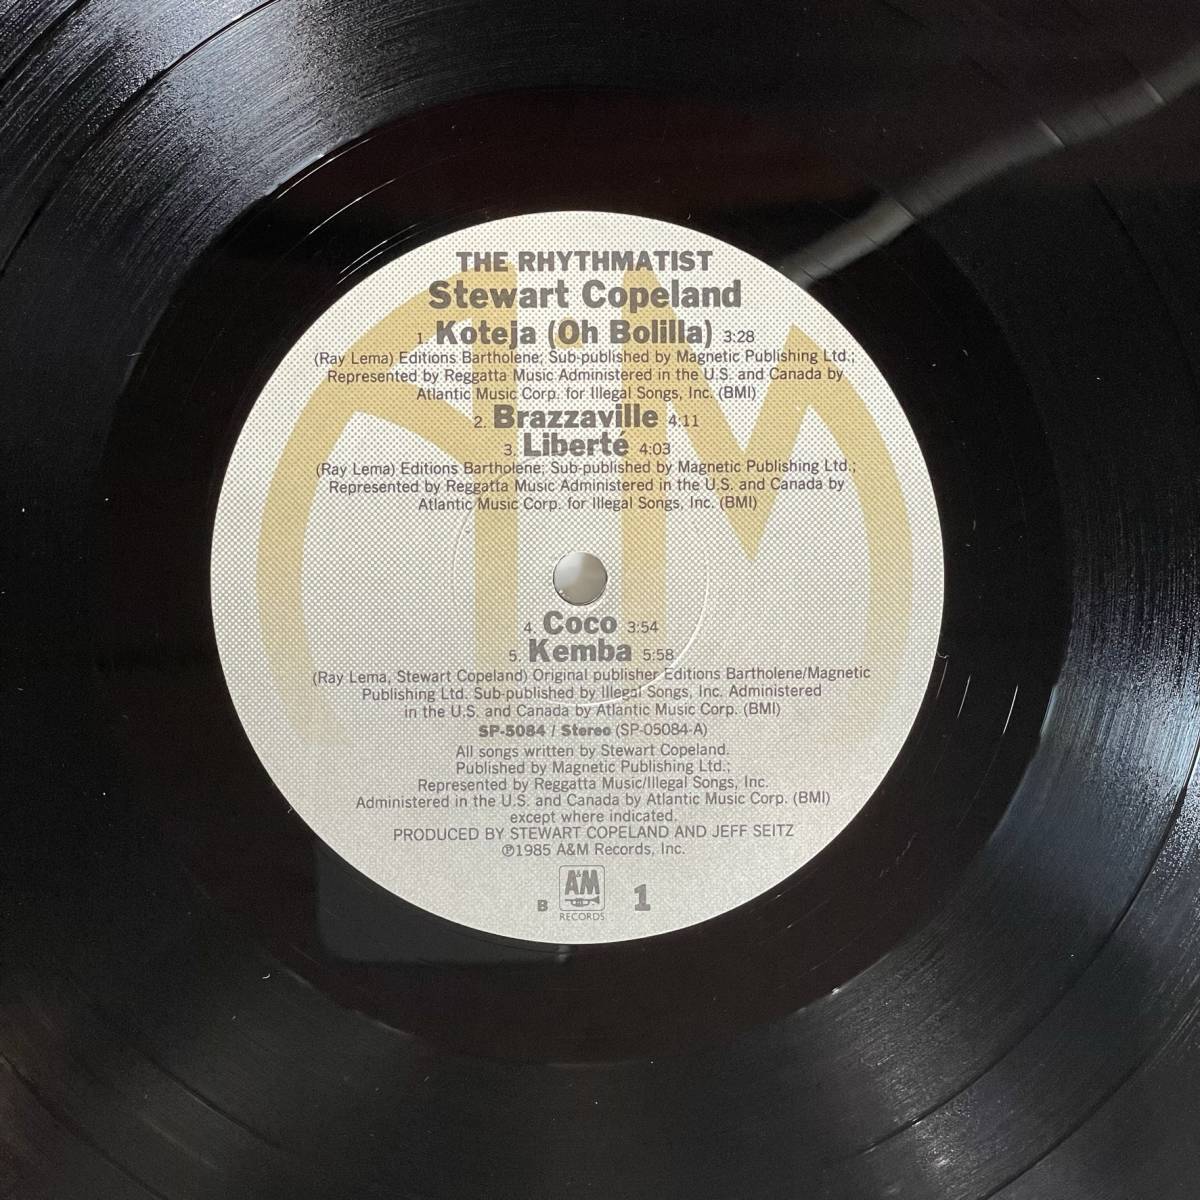 THE RHYTHMATIST
Stewart Copeland
1. Koteja (Oh Bolilla) 3:28
(Ray Lema) Editions Bartholene; Sub-published by Magnetic Publishing Ltd.;
Represented by Reggatta Music Administered in the U.S. and Canada by
Atlantic Music Corp. for Illegal Songs, Inc. (BMI)
2. Brazzaville 4:11
3. Liberté 4:03
(Ray Lema) Editions Bartholene; Sub-published by Magnetic Publishing Ltd.;
Represented by Reggatta Music Administered in the U.S. and Canada by
Atlantic Music Corp. for Illegal Songs, Inc. (BMI)
4. Coco 3:54
5. Kemba 5:58
(Ray Lema, Stewart Copeland) Original publisher Editions Bartholene/Magnetic
Publishing Ltd. Sub-published by Illegal Songs, Inc. Administered
in the U.S. and Canada by Atlantic Music Corp. (BMI)
SP-5084 / Stereo (SP-05084-A)
All songs written by Stewart Copeland.
Published by Magnetic Publishing Ltd.;
Represented by Reggatta Music/Illegal Songs, Inc.
Administered in the U.S. and Canada by Atlantic Music Corp. (BMI)
except where indicated.
PRODUCED BY STEWART COPELAND AND JEFF SEITZ
℗1985 A&M Records, Inc.
B A&M 1
RECORDS